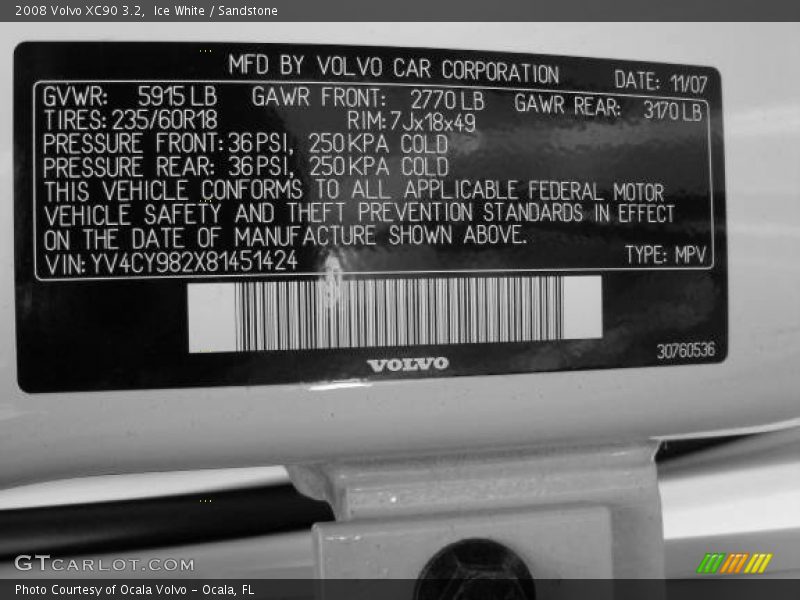 2008 Volvo XC90 3.2, Ice White / Sandstone
MFD BY VOLVO CAR CORPORATION DATE: 11/07
GVWR: 5915 LB GAWR FRONT: 2770 LB GAWR REAR: 3170 LB
TIRES: 235/60R18 RIM: 7Jx18x49
PRESSURE FRONT: 36 PSI, 250 KPA COLD
PRESSURE REAR: 36 PSI, 250 KPA COLD
THIS VEHICLE CONFORMS TO ALL APPLICABLE FEDERAL MOTOR
VEHICLE SAFETY AND THEFT PREVENTION STANDARDS IN EFFECT
ON THE DATE OF MANUFACTURE SHOWN ABOVE.
VIN: YV4CY982X81451424 TYPE: MPV
30760536
VOLVO
GTCARLOT.COM
Photo Courtesy of Ocala Volvo - Ocala, FL